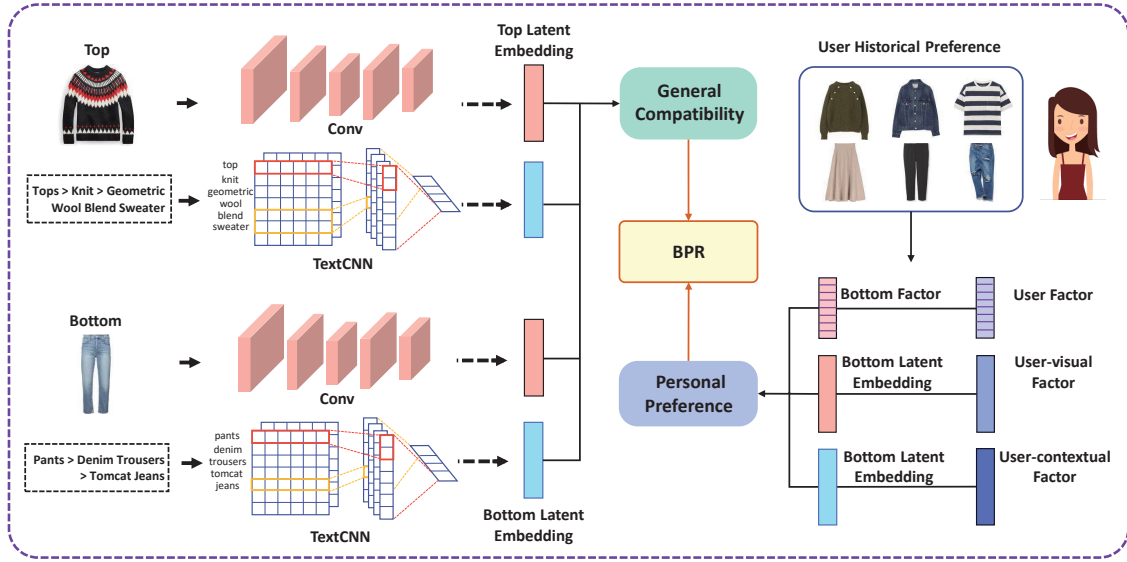 Top
Conv
Top Latent
Embedding
Tops > Knit > Geometric
Wool Blend Sweater
top
knit
geometric
wool
blend
sweater
TextCNN
Bottom
Conv
Pants > Denim Trousers
> Tomcat Jeans
pants
denim
trousers
tomcat
jeans
TextCNN
Bottom Latent
Embedding
General
Compatibility
BPR
Personal
Preference
User Historical Preference
Bottom Factor
User Factor
Bottom Latent
Embedding
User-visual
Factor
Bottom Latent
Embedding
User-contextual
Factor